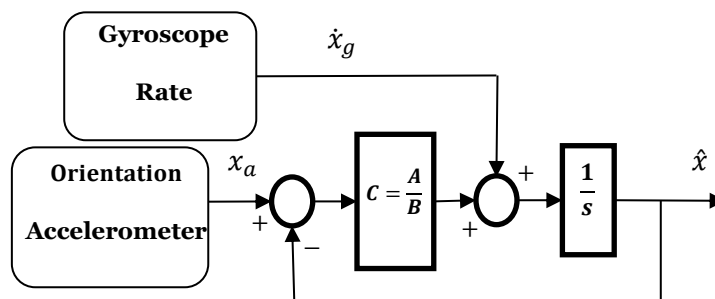 Gyroscope
Rate
ẋ_g
Orientation
Accelerometer
x_a
+
−
C = A/B
+
+
1/s
x̂